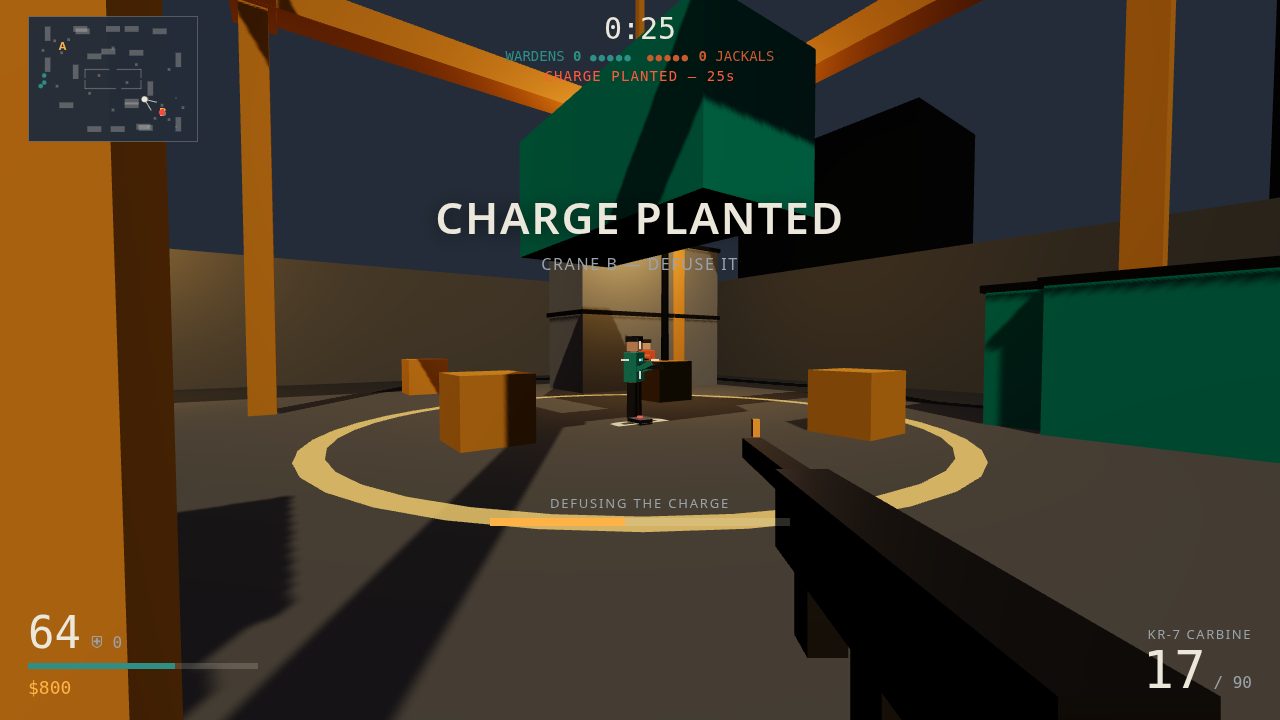 A
0:25
WARDENS 0 ●●●●● ●●●●● 0 JACKALS
CHARGE PLANTED — 25s
CHARGE PLANTED
CRANE B — DEFUSE IT
DEFUSING THE CHARGE
64 ⛨ 0
$800
KR-7 CARBINE
17 / 90